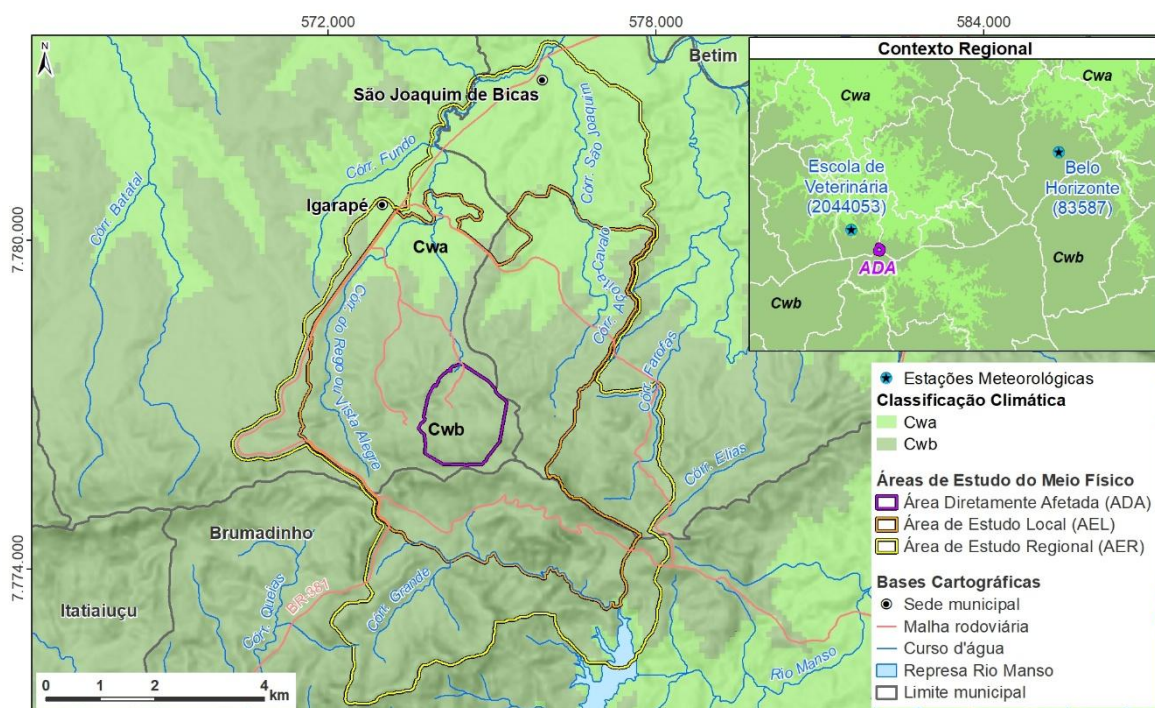 572.000
578.000
584.000
N
Betim
São Joaquim de Bicas
Córr. Fundo
Córr. São Joaquim
Córr. Batatal
Igarapé
7.780.000
Cwa
Córr. Água Cavalo
Córr. do Rego ou Vista Alegre
Córr. Farofas
Cwb
Córr. Elias
Brumadinho
7.774.000
Itatiaiuçu
Córr. Queias
BR-381
Córr. Grande
Rio Manso
0 1 2 4
km
Contexto Regional
Cwa
Cwa
Escola de
Veterinária
(2044053)
Belo
Horizonte
(83587)
ADA
Cwb
Cwb
Estações Meteorológicas
Classificação Climática
Cwa
Cwb
Áreas de Estudo do Meio Físico
Área Diretamente Afetada (ADA)
Área de Estudo Local (AEL)
Área de Estudo Regional (AER)
Bases Cartográficas
Sede municipal
Malha rodoviária
Curso d'água
Represa Rio Manso
Limite municipal